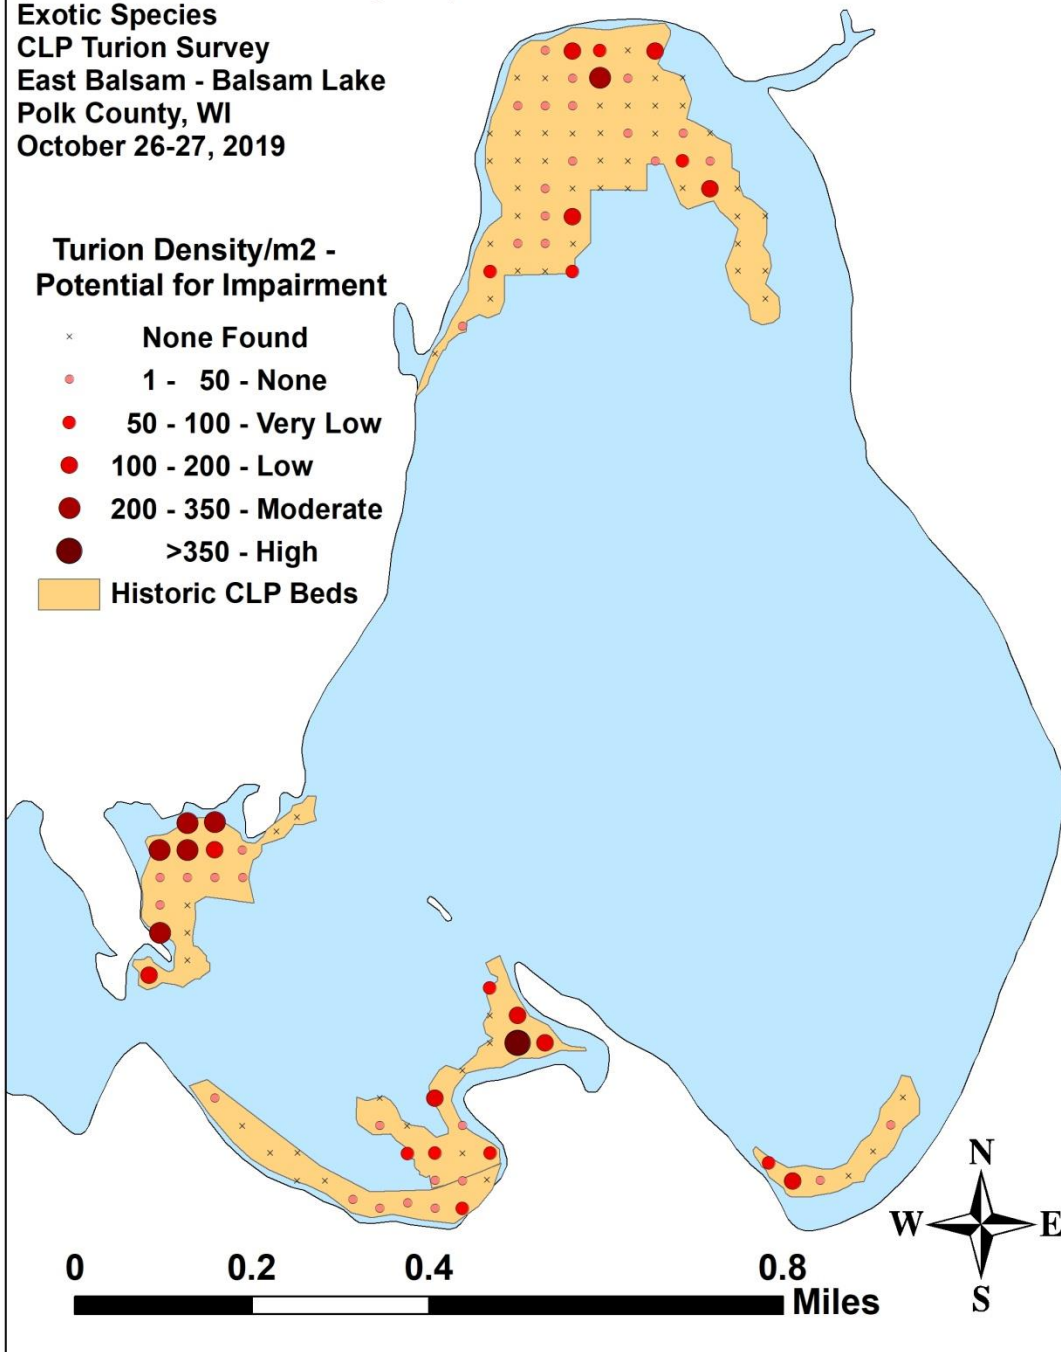 Exotic Species
CLP Turion Survey
East Balsam - Balsam Lake
Polk County, WI
October 26-27, 2019
Turion Density/m2 -
Potential for Impairment
None Found
1 - 50 - None
50 - 100 - Very Low
100 - 200 - Low
200 - 350 - Moderate
>350 - High
Historic CLP Beds
N
W E
S
0 0.2 0.4 0.8
Miles